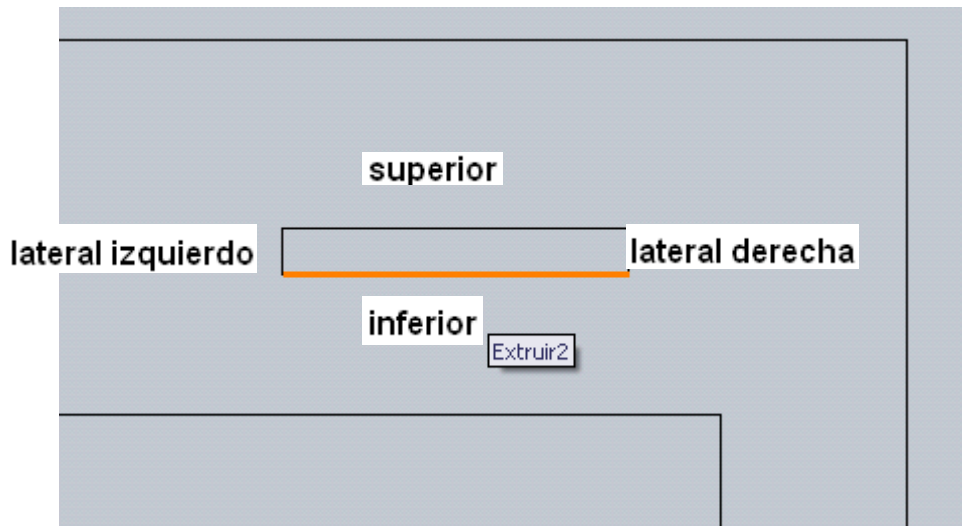 superior
lateral izquierdo
lateral derecha
inferior
Extruir2